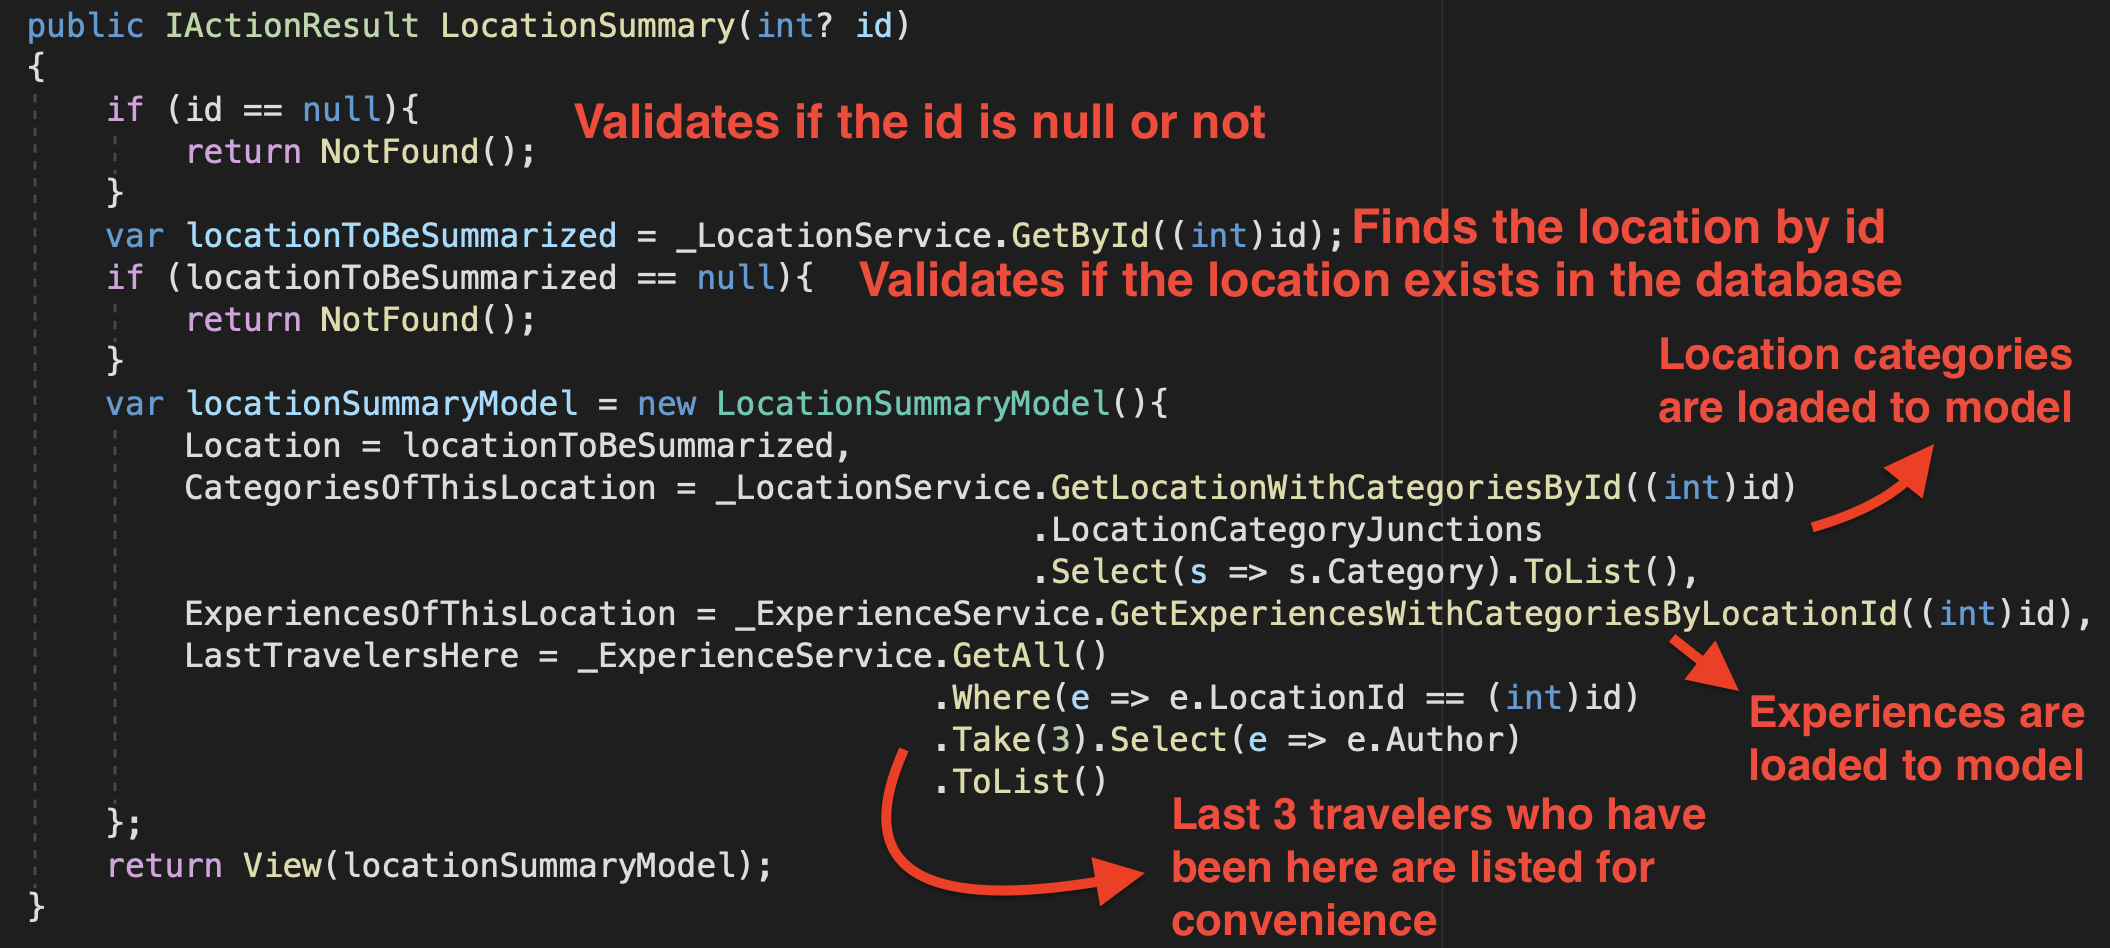 public IActionResult LocationSummary(int? id)
{
if (id == null){
Validates if the id is null or not
return NotFound();
}
var locationToBeSummarized = _LocationService.GetById((int)id);
Finds the location by id
if (locationToBeSummarized == null){
Validates if the location exists in the database
return NotFound();
}
Location categories
are loaded to model
var locationSummaryModel = new LocationSummaryModel(){
Location = locationToBeSummarized,
CategoriesOfThisLocation = _LocationService.GetLocationWithCategoriesById((int)id)
.LocationCategoryJunctions
.Select(s => s.Category).ToList(),
ExperiencesOfThisLocation = _ExperienceService.GetExperiencesWithCategoriesByLocationId((int)id),
LastTravelersHere = _ExperienceService.GetAll()
.Where(e => e.LocationId == (int)id)
.Take(3).Select(e => e.Author)
.ToList()
Experiences are
loaded to model
Last 3 travelers who have
been here are listed for
convenience
};
return View(locationSummaryModel);
}